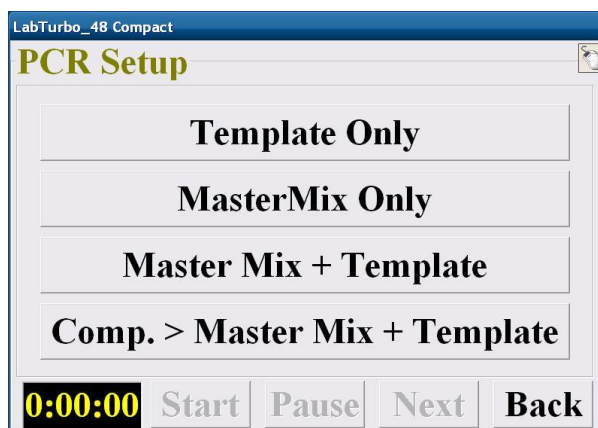 LabTurbo_48 Compact
PCR Setup
Template Only
MasterMix Only
Master Mix + Template
Comp. > Master Mix + Template
0:00:00 Start Pause Next Back